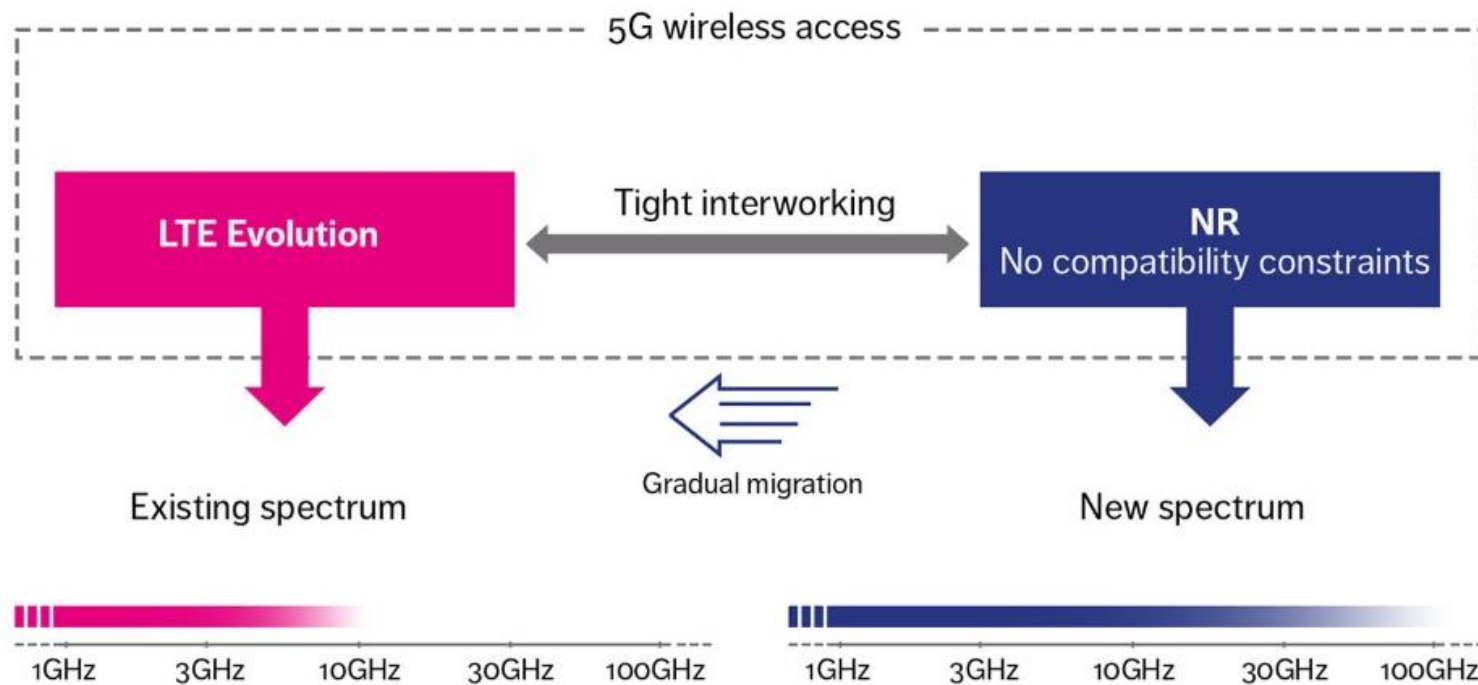 5G wireless access
LTE Evolution
Tight interworking
NR
No compatibility constraints
Gradual migration
Existing spectrum
New spectrum
1GHz 3GHz 10GHz 30GHz 100GHz
1GHz 3GHz 10GHz 30GHz 100GHz